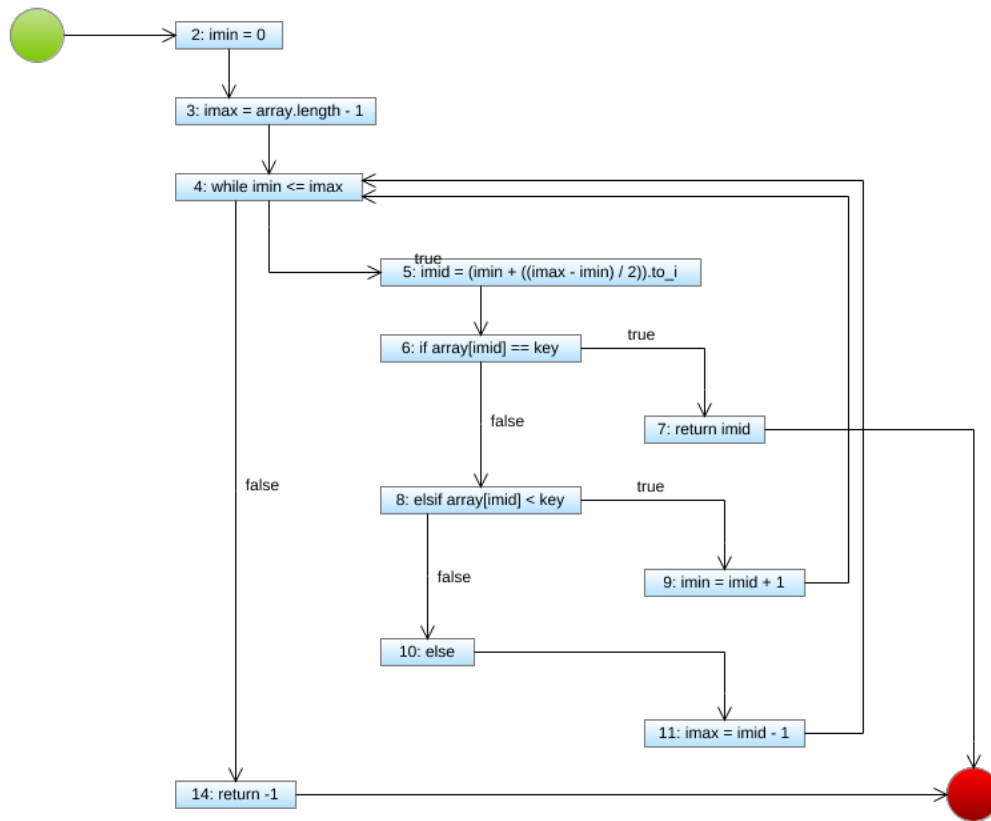 2: imin = 0
3: imax = array.length - 1
4: while imin <= imax
true
5: imid = (imin + ((imax - imin) / 2)).to_i
6: if array[imid] == key
true
false
7: return imid
false
8: elsif array[imid] < key
true
false
9: imin = imid + 1
10: else
11: imax = imid - 1
14: return -1